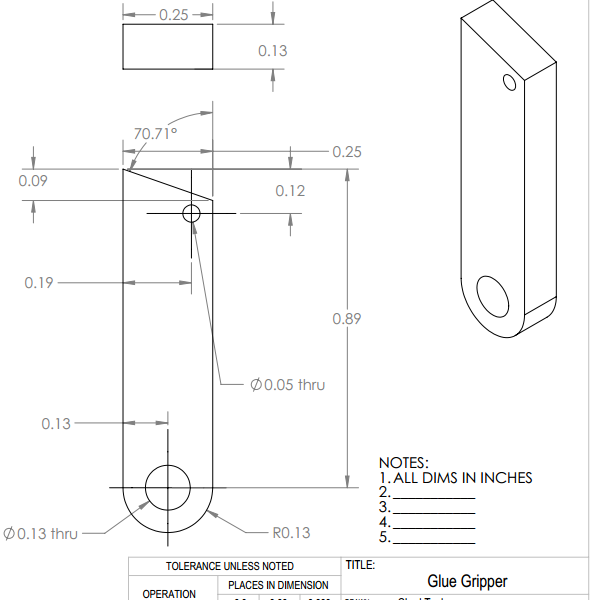 0.25
0.13
70.71°
0.25
0.09
0.12
0.19
0.89
Ø0.05 thru
0.13
NOTES:
1. ALL DIMS IN INCHES
2.
3.
4.
5.
Ø0.13 thru
R0.13
TOLERANCE UNLESS NOTED
TITLE:
PLACES IN DIMENSION
Glue Gripper
OPERATION